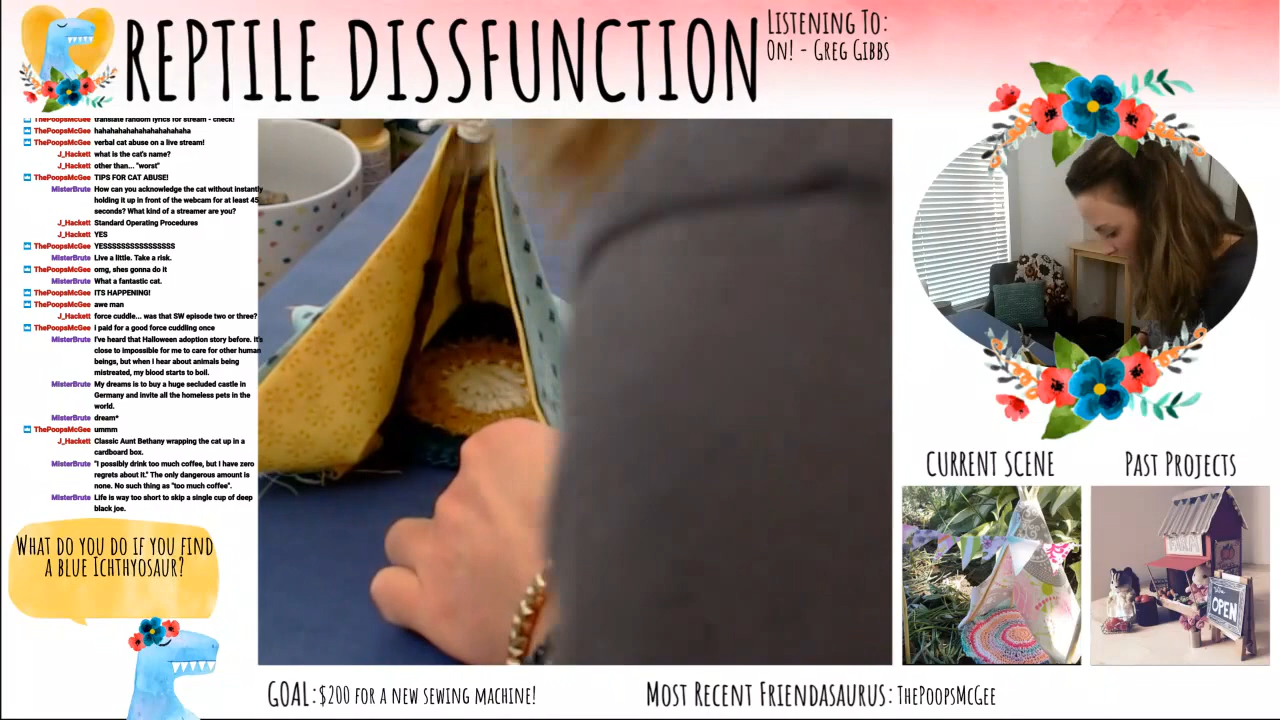 REPTILE DISSFUNCTION
LISTENING TO:
ON! - GREG GIBBS
ThePoopsMcGee translate random lyrics for stream - check!
ThePoopsMcGee hahahahahahahahahahahaha
ThePoopsMcGee verbal cat abuse on a live stream!
J_Hackett what is the cat's name?
J_Hackett other than... "worst"
ThePoopsMcGee TIPS FOR CAT ABUSE!
MisterBrute How can you acknowledge the cat without instantly
holding it up in front of the webcam for at least 45
seconds? What kind of a streamer are you?
J_Hackett Standard Operating Procedures
J_Hackett YES
ThePoopsMcGee YESSSSSSSSSSSSSSSS
MisterBrute Live a little. Take a risk.
ThePoopsMcGee omg, shes gonna do it
MisterBrute What a fantastic cat.
ThePoopsMcGee ITS HAPPENING!
ThePoopsMcGee awe man
J_Hackett force cuddle... was that SW episode two or three?
ThePoopsMcGee i paid for a good force cuddling once
MisterBrute I've heard that Halloween adoption story before. It's
close to impossible for me to care for other human
beings, but when I hear about animals being
mistreated, my blood starts to boil.
MisterBrute My dreams is to buy a huge secluded castle in
Germany and invite all the homeless pets in the
world.
MisterBrute dream*
ThePoopsMcGee ummm
J_Hackett Classic Aunt Bethany wrapping the cat up in a
cardboard box.
MisterBrute "I possibly drink too much coffee, but I have zero
regrets about it." The only dangerous amount is
none. No such thing as "too much coffee".
MisterBrute Life is way too short to skip a single cup of deep
black joe.
WHAT DO YOU DO IF YOU FIND
A BLUE ICHTHYOSAUR?
CURRENT SCENE
PAST PROJECTS
OPEN
GOAL: $200 FOR A NEW SEWING MACHINE!
MOST RECENT FRIENDASAURUS: THEPOOPSMCGEE